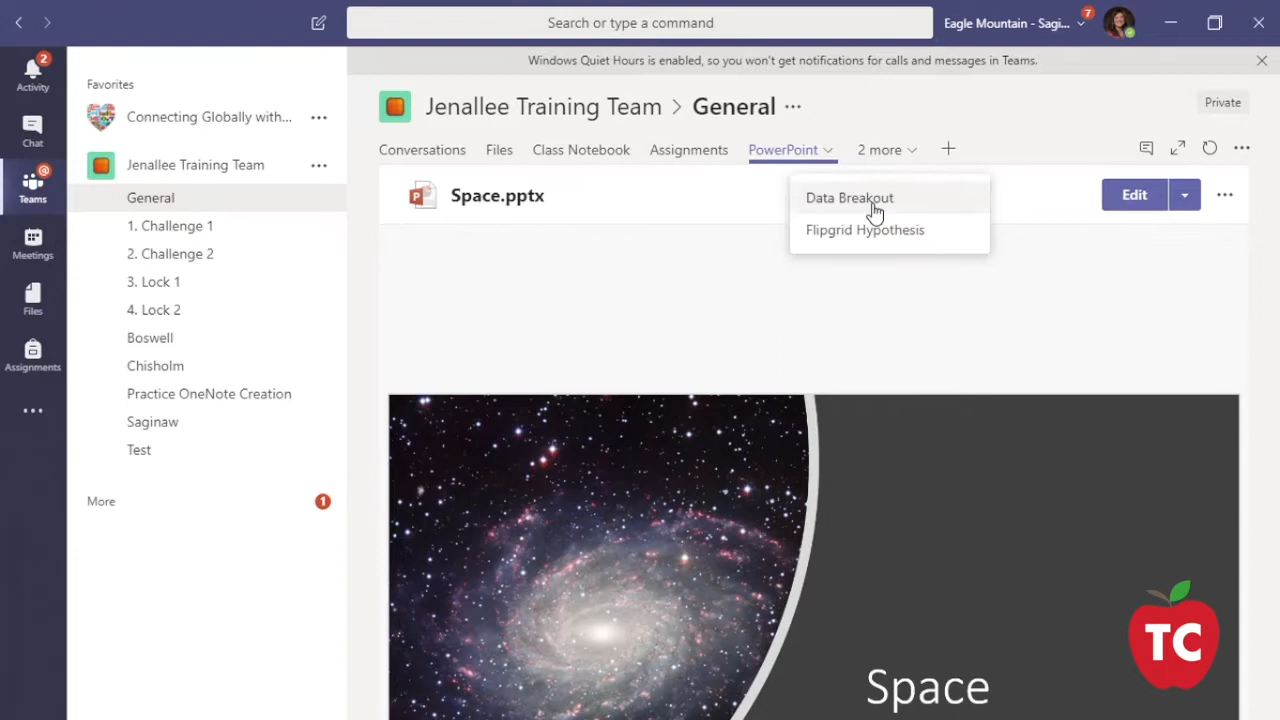 Search or type a command
Eagle Mountain - Sagi...
7
Windows Quiet Hours is enabled, so you won't get notifications for calls and messages in Teams.
2
Activity
Chat
@
Teams
Meetings
Files
Assignments
Favorites
Connecting Globally with...
Jenallee Training Team
General
1. Challenge 1
2. Challenge 2
3. Lock 1
4. Lock 2
Boswell
Chisholm
Practice OneNote Creation
Saginaw
Test
More
1
Jenallee Training Team > General
Private
Conversations Files Class Notebook Assignments PowerPoint 2 more
Space.pptx
Edit
Data Breakout
Flipgrid Hypothesis
Space
TC